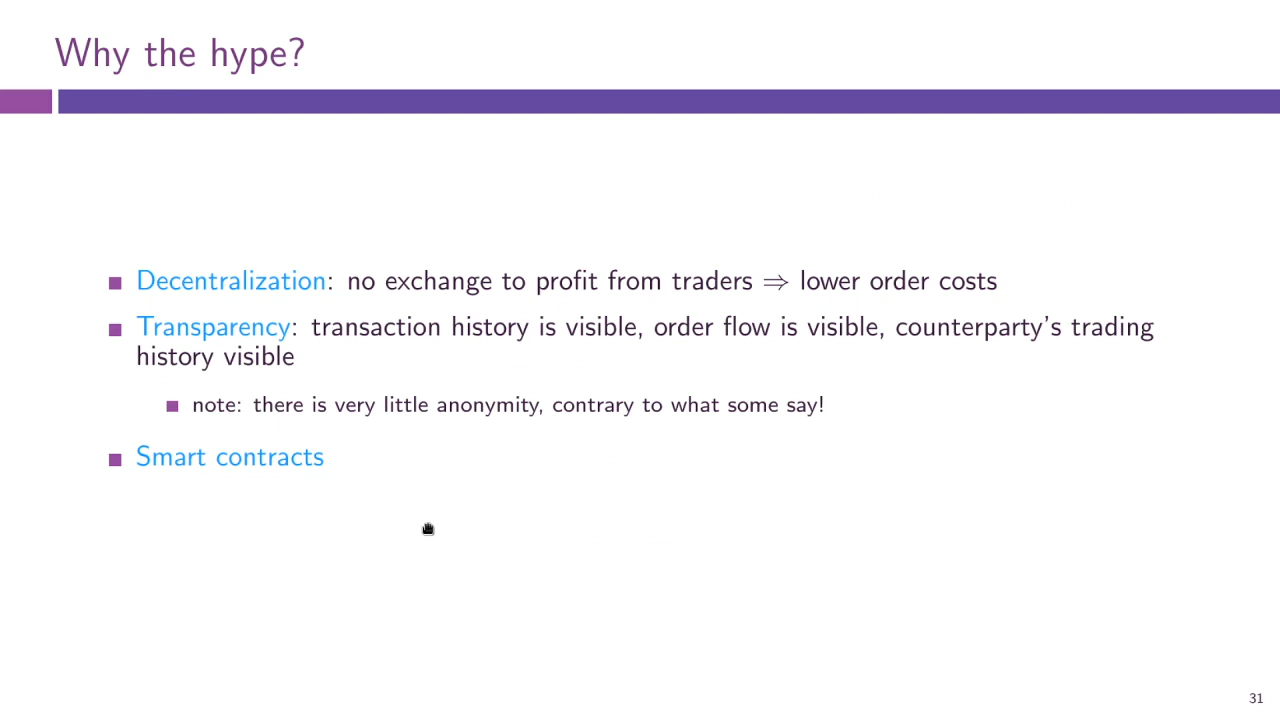 Why the hype?
Decentralization: no exchange to profit from traders ⇒ lower order costs
Transparency: transaction history is visible, order flow is visible, counterparty's trading
history visible
note: there is very little anonymity, contrary to what some say!
Smart contracts
31